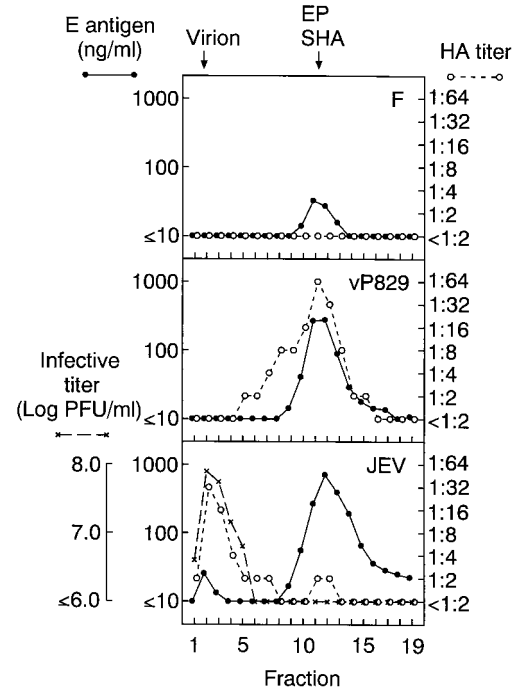 E antigen
(ng/ml)
Virion
EP
SHA
HA titer
F
1000
100
≤10
1:64
1:32
1:16
1:8
1:4
1:2
<1:2
vP829
1000
100
≤10
1:64
1:32
1:16
1:8
1:4
1:2
<1:2
Infective
titer
(Log PFU/ml)
8.0
7.0
≤6.0
JEV
1000
100
≤10
1:64
1:32
1:16
1:8
1:4
1:2
<1:2
1 5 10 15 19
Fraction